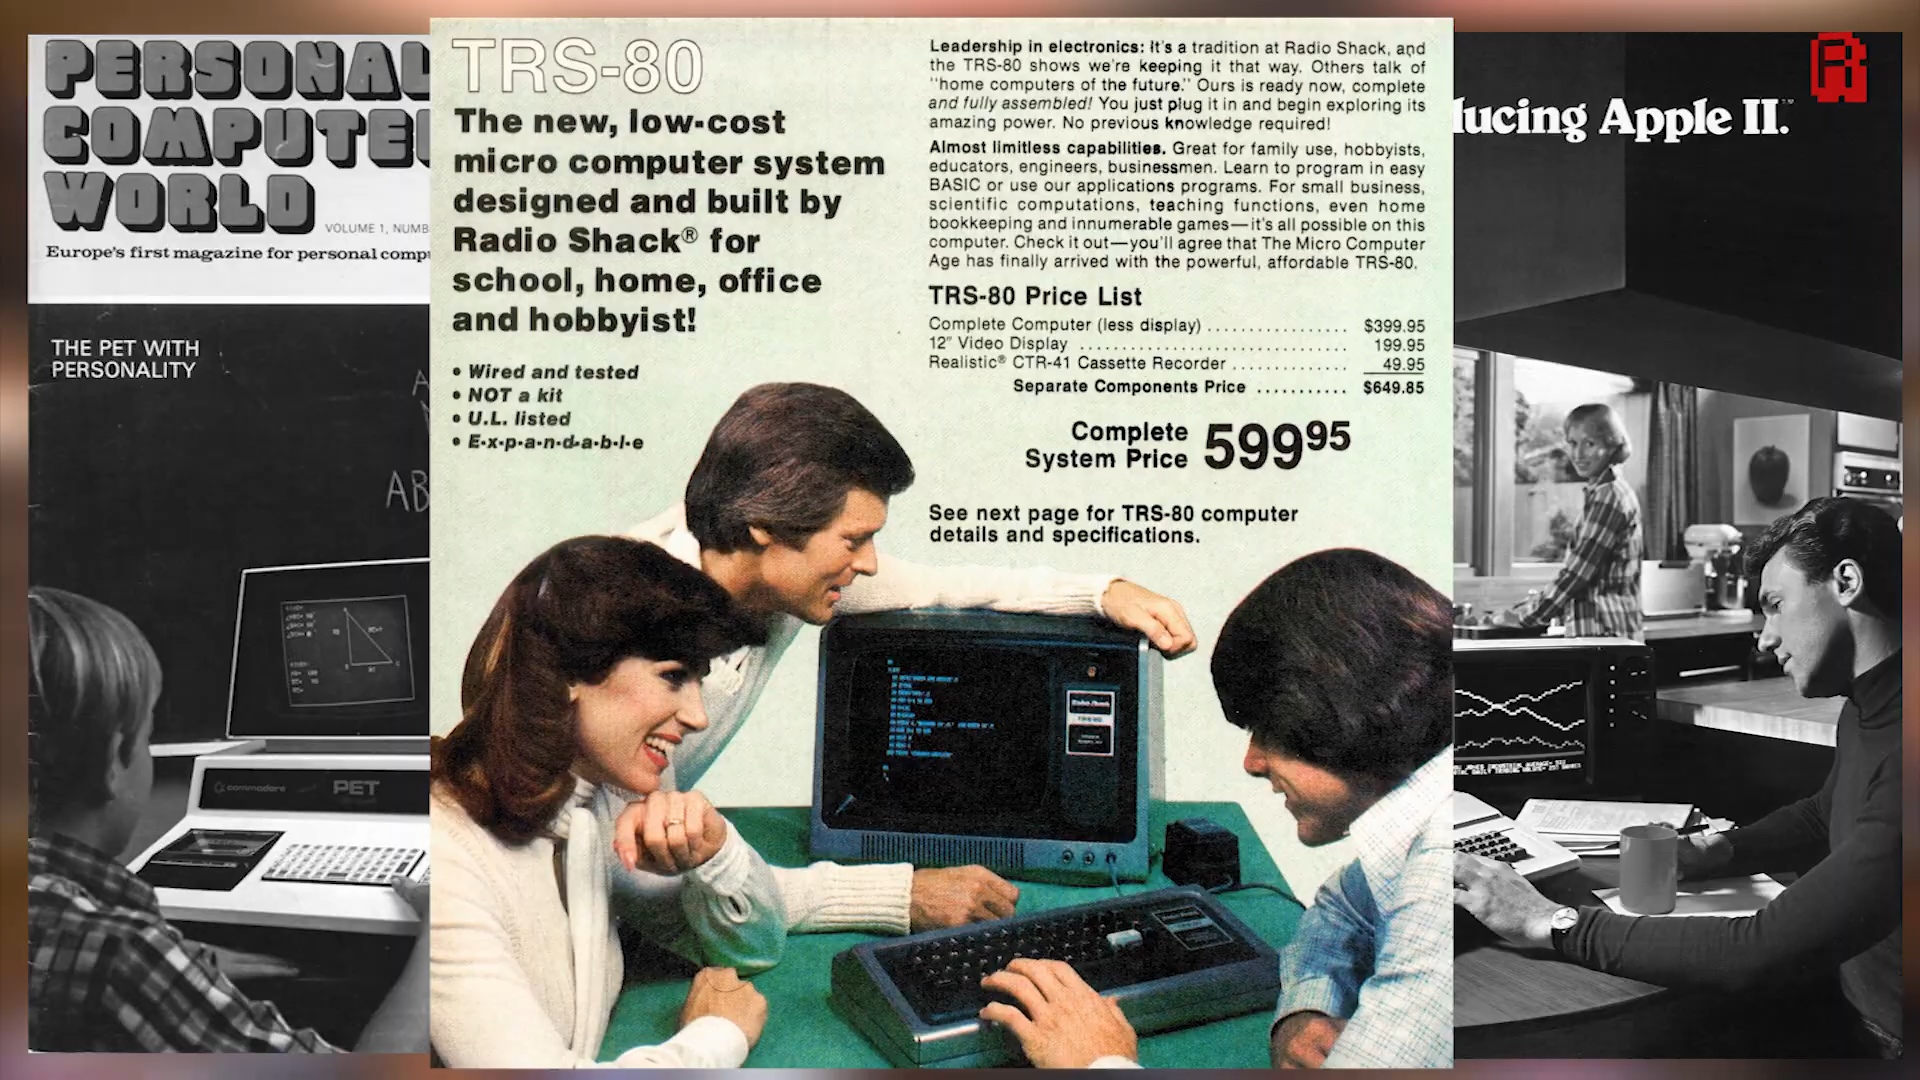 PERSONAL
COMPUTE
WORLD
VOLUME 1, NUMB
Europe's first magazine for personal compu
THE PET WITH
PERSONALITY
AB
commodore PET
TRS-80
The new, low-cost
micro computer system
designed and built by
Radio Shack® for
school, home, office
and hobbyist!
• Wired and tested
• NOT a kit
• U.L. listed
• E-x-p-a-n-d-a-b-l-e
Leadership in electronics: It's a tradition at Radio Shack, and
the TRS-80 shows we're keeping it that way. Others talk of
"home computers of the future." Ours is ready now, complete
and fully assembled! You just plug it in and begin exploring its
amazing power. No previous knowledge required!
Almost limitless capabilities. Great for family use, hobbyists,
educators, engineers, businessmen. Learn to program in easy
BASIC or use our applications programs. For small business,
scientific computations, teaching functions, even home
bookkeeping and innumerable games—it's all possible on this
computer. Check it out—you'll agree that The Micro Computer
Age has finally arrived with the powerful, affordable TRS-80.
TRS-80 Price List
Complete Computer (less display) ................. $399.95
12" Video Display ................................. 199.95
Realistic® CTR-41 Cassette Recorder .............. 49.95
Separate Components Price ........... $649.85
Complete
System Price 599 95
See next page for TRS-80 computer
details and specifications.
Radio Shack
TRS-80
lucing Apple II.™
R